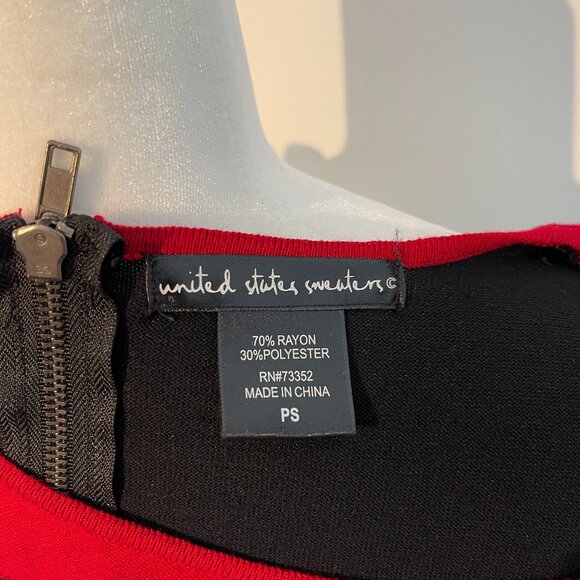 united states sweaters©
70% RAYON
30%POLYESTER
RN#73352
MADE IN CHINA
PS